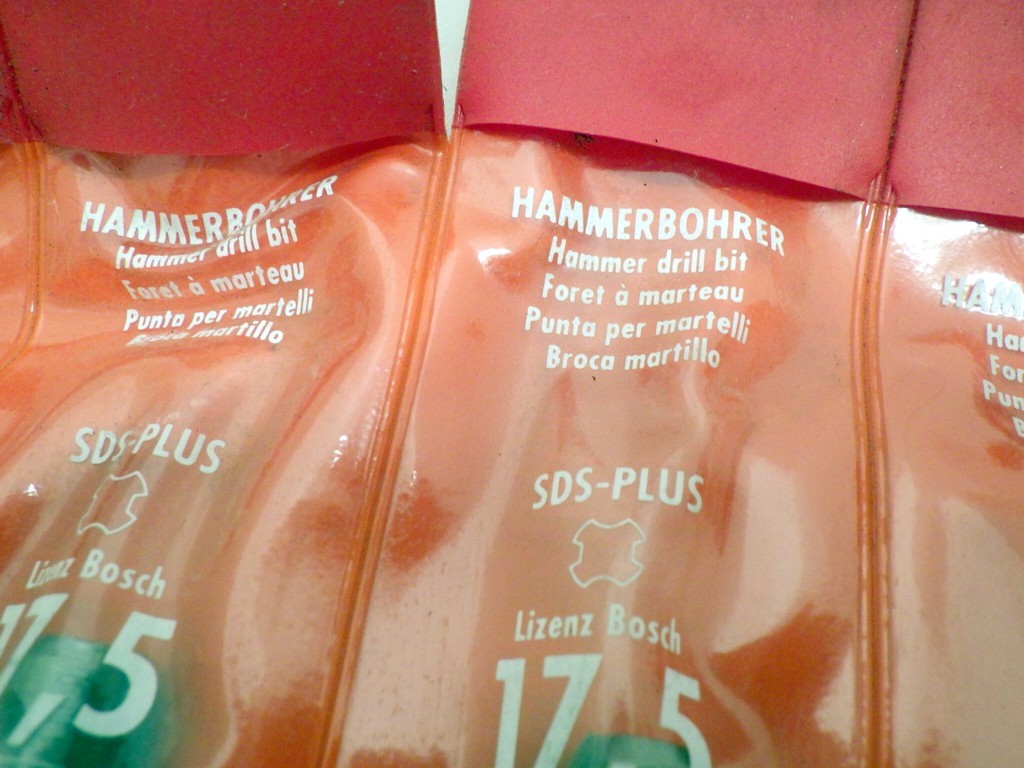 HAMMERBOHRER
Hammer drill bit
Foret à marteau
Punta per martelli
Broca martillo
SDS-PLUS
Lizenz Bosch
17,5
HAMMERBOHRER
Hammer drill bit
Foret à marteau
Punta per martelli
Broca martillo
SDS-PLUS
Lizenz Bosch
17,5